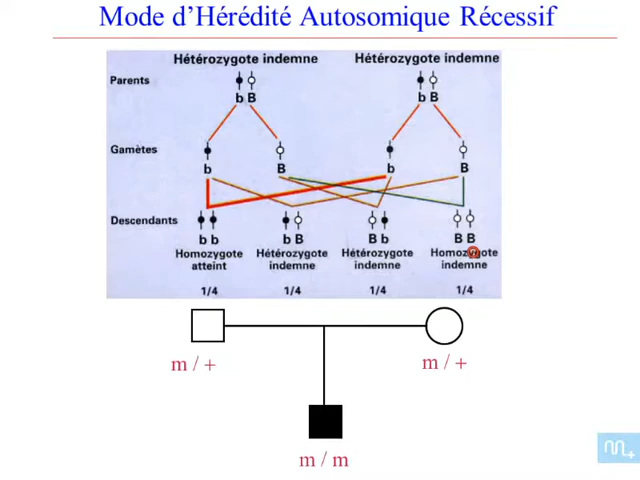 Mode d’Hérédité Autosomique Récessif
Hétérozygote indemne Hétérozygote indemne
Parents
b B b B
Gamètes
b B b B
Descendants
b b b B B b B B
Homozygote Hétérozygote Hétérozygote Homozygote
atteint indemne indemne indemne
1/4 1/4 1/4 1/4
m / + m / +
m / m